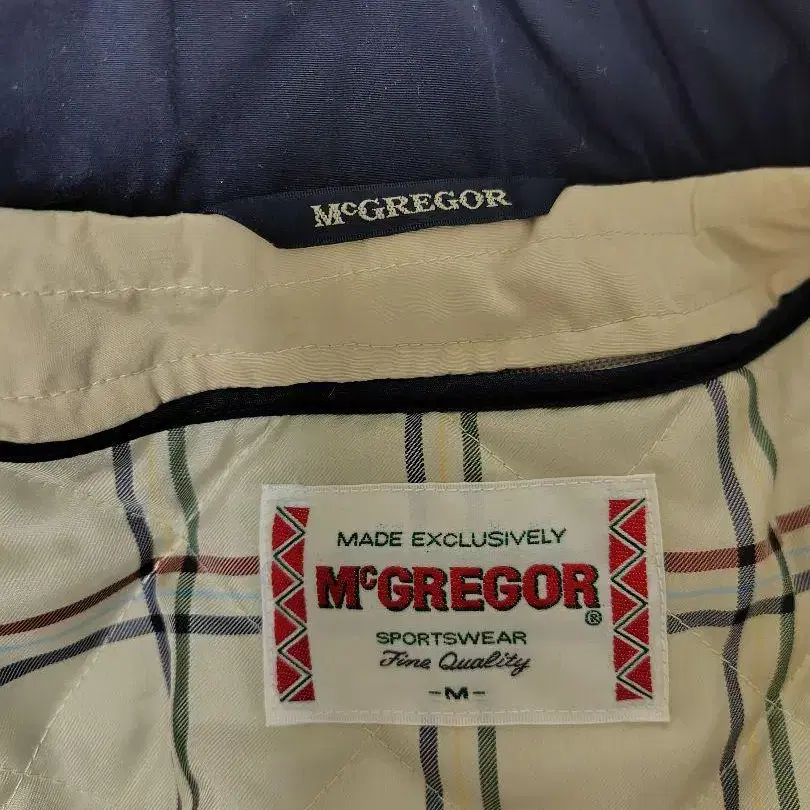 McGREGOR
MADE EXCLUSIVELY
McGREGOR®
SPORTSWEAR
Fine Quality
-M-